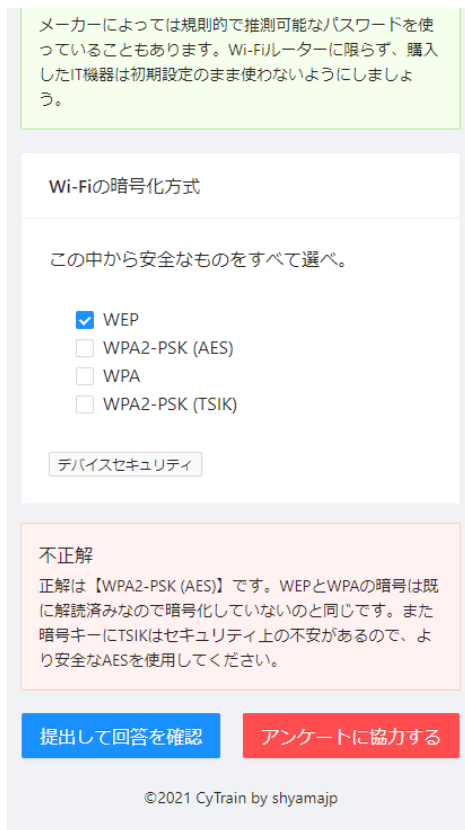 メーカーによっては規則的で推測可能なパスワードを使
っていることもあります。Wi-Fiルーターに限らず、購入
したIT機器は初期設定のまま使わないようにしましょ
う。
Wi-Fiの暗号化方式
この中から安全なものをすべて選べ。
WEP
WPA2-PSK (AES)
WPA
WPA2-PSK (TSIK)
デバイスセキュリティ
不正解
正解は【WPA2-PSK (AES)】です。WEPとWPAの暗号は既
に解読済みなので暗号化していないのと同じです。また
暗号キーにTSIKはセキュリティ上の不安があるので、よ
り安全なAESを使用してください。
提出して回答を確認
アンケートに協力する
©2021 CyTrain by shyamajp